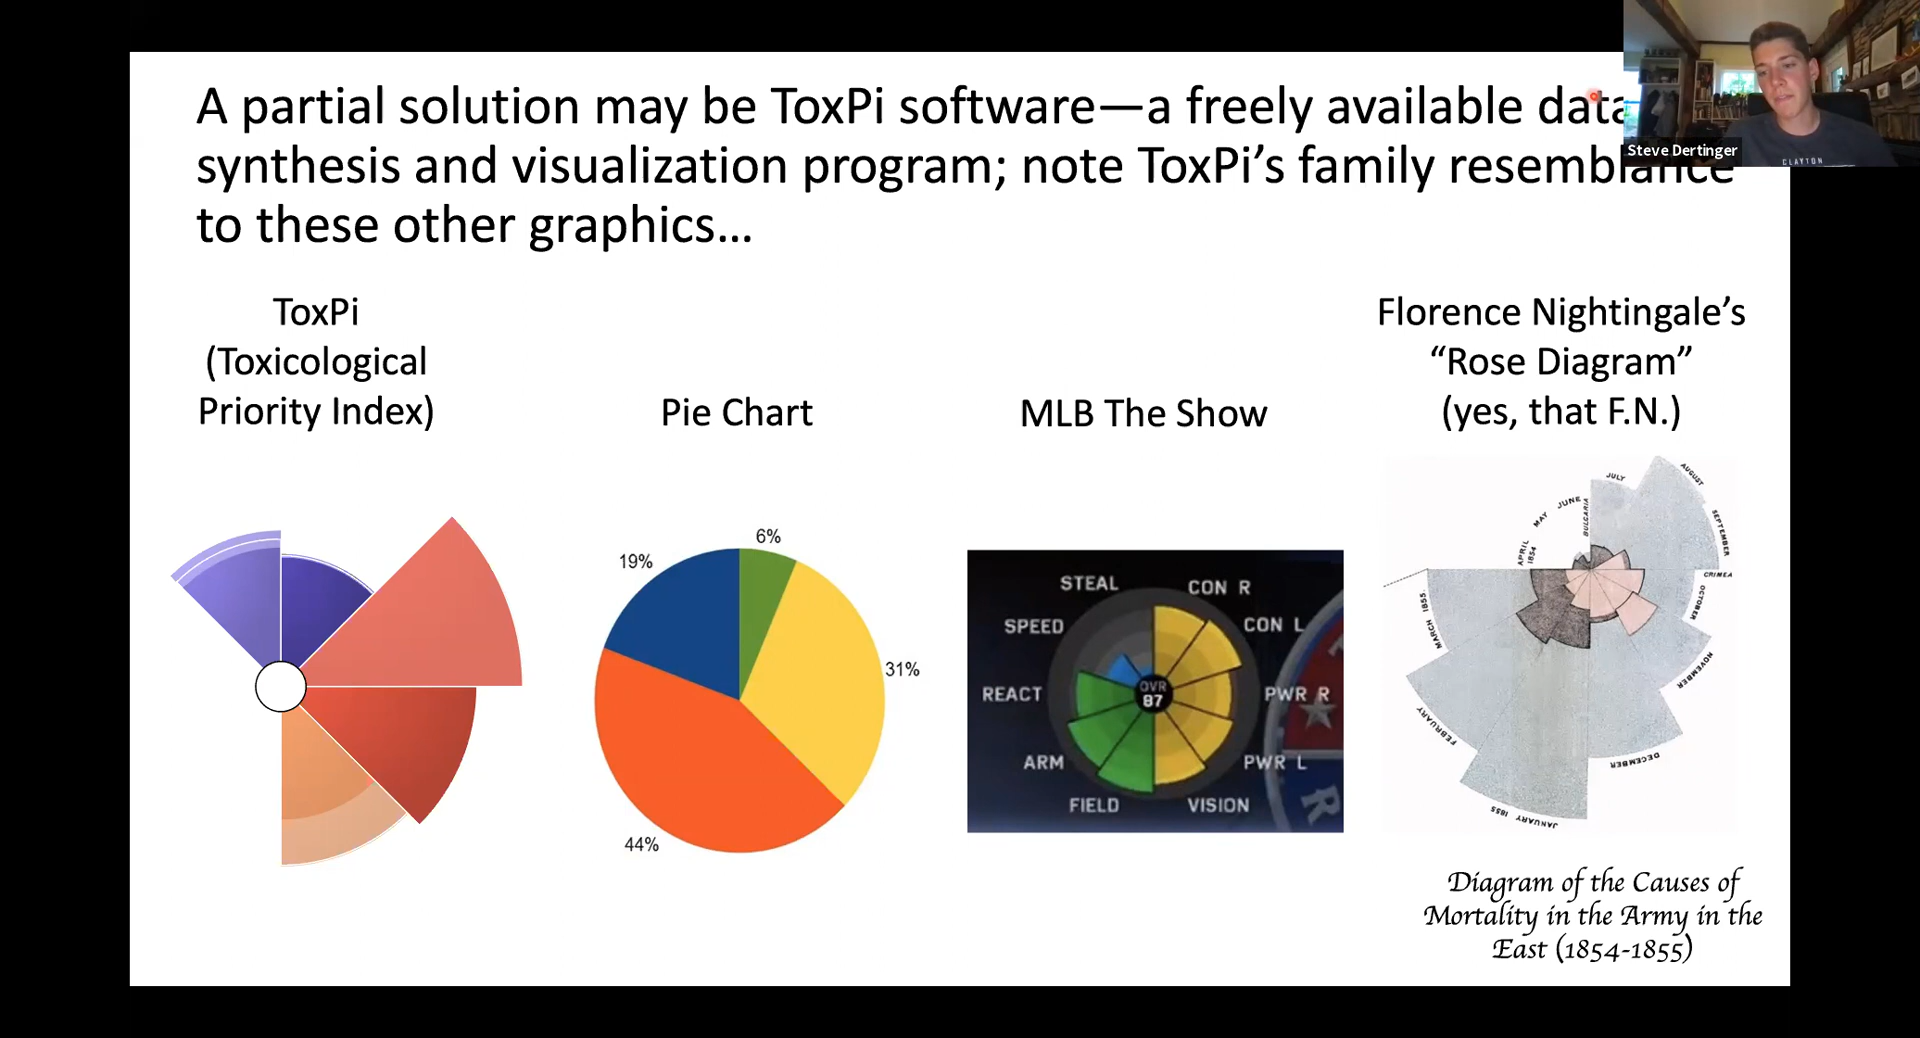 A partial solution may be ToxPi software—a freely available data
synthesis and visualization program; note ToxPi's family resemblance
to these other graphics…
Steve Dertinger
CLAYTON
ToxPi
(Toxicological
Priority Index)
Pie Chart
MLB The Show
Florence Nightingale's
“Rose Diagram”
(yes, that F.N.)
6%
19%
31%
44%
STEAL
CON R
SPEED
CON L
REACT
OVR
87
PWR R
ARM
PWR L
FIELD
VISION
R
JULY
AUGUST
SEPTEMBER
JUNE
MAY
BULGARIA
APRIL
1854
CRIMEA
OCTOBER
MARCH 1855.
NOVEMBER
FEBRUARY
DECEMBER
JANUARY 1855
Diagram of the Causes of
Mortality in the Army in the
East (1854-1855)